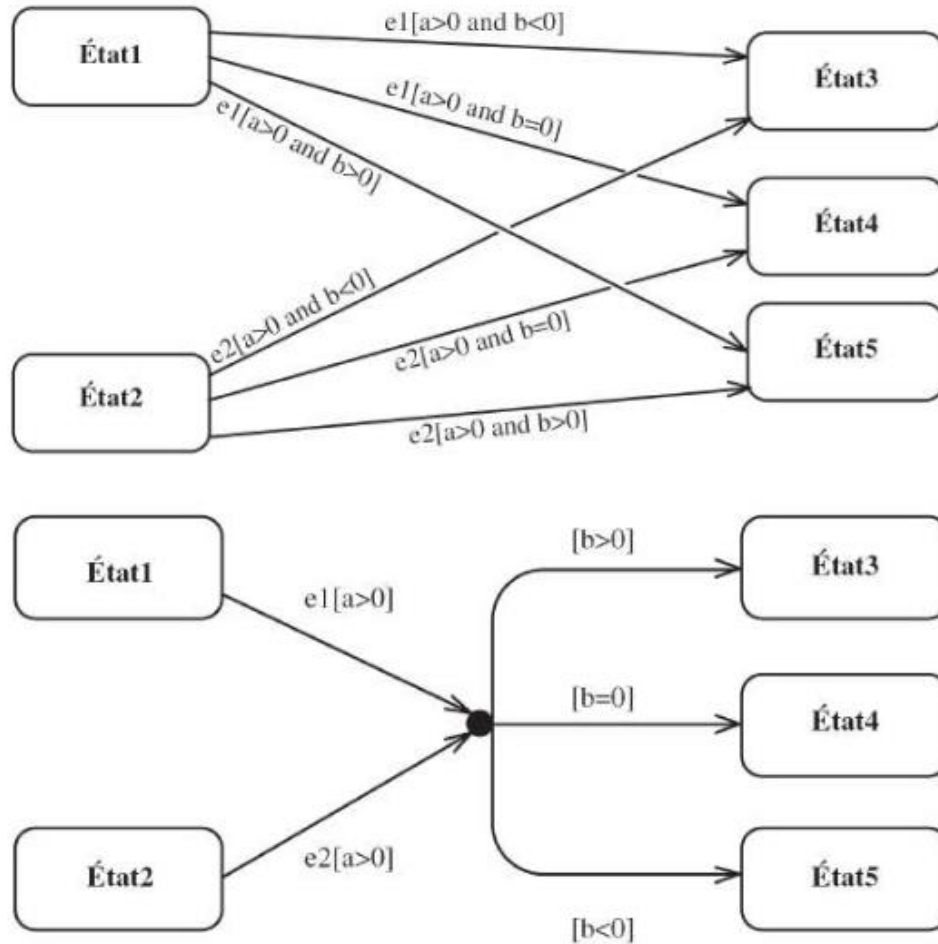 État1
e1[a>0 and b<0]
État3
e1[a>0 and b=0]
e1[a>0 and b>0]
État4
e2[a>0 and b<0]
État5
e2[a>0 and b=0]
État2
e2[a>0 and b>0]
État1
[b>0]
État3
e1[a>0]
[b=0]
État4
e2[a>0]
État2
État5
[b<0]